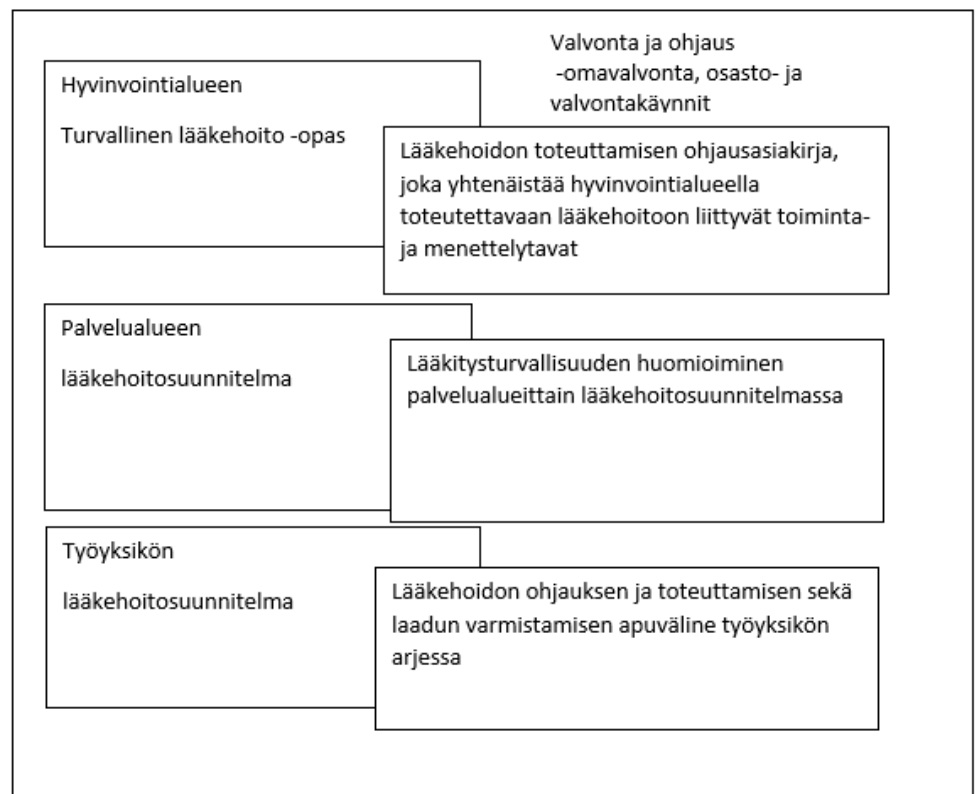 Valvonta ja ohjaus
-omavalvonta, osasto- ja
valvontakäynnit
Hyvinvointialueen
Turvallinen lääkehoito -opas
Lääkehoidon toteuttamisen ohjausasiakirja,
joka yhtenäistää hyvinvointialueella
toteutettavaan lääkehoitoon liittyvät toiminta-
ja menettelytavat
Palvelualueen
lääkehoitosuunnitelma
Lääkitysturvallisuuden huomioiminen
palvelualueittain lääkehoitosuunnitelmassa
Työyksikön
lääkehoitosuunnitelma
Lääkehoidon ohjauksen ja toteuttamisen sekä
laadun varmistamisen apuväline työyksikön
arjessa